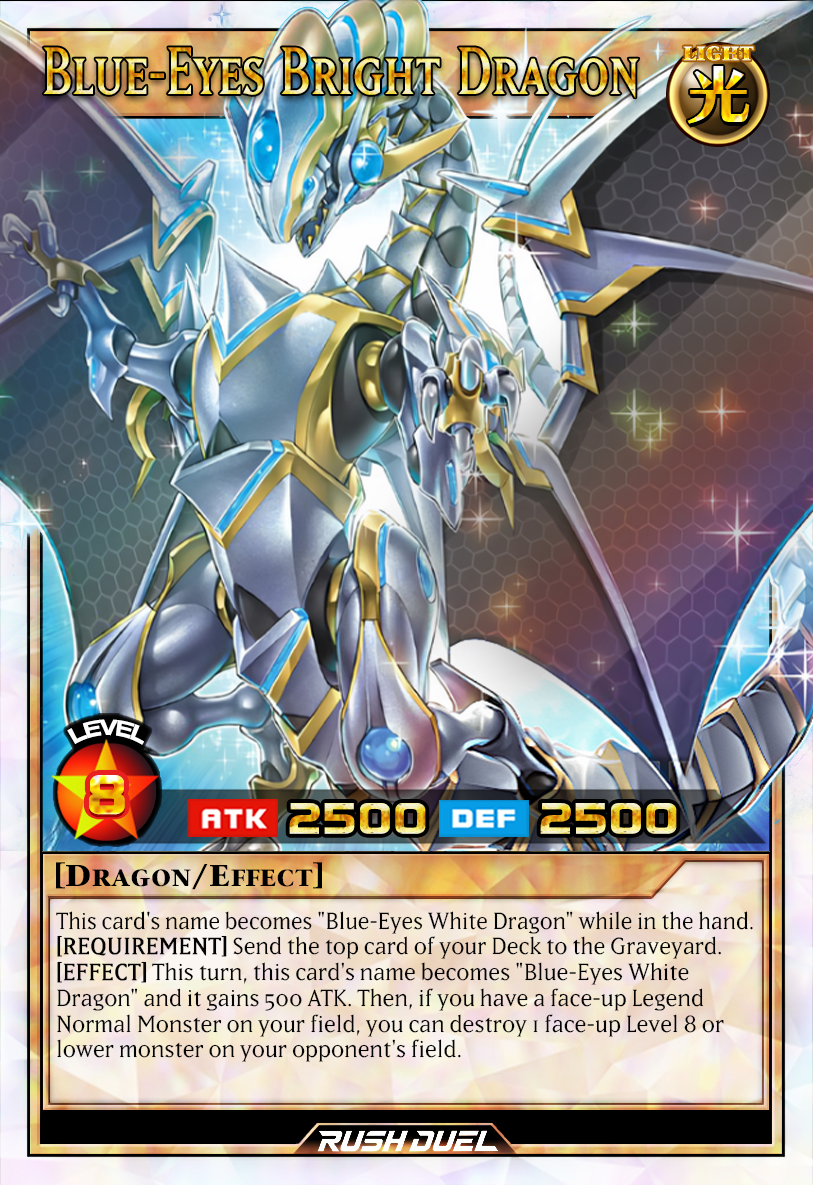 BLUE-EYES BRIGHT DRAGON
LIGHT
光
LEVEL
8
ATK 2500 DEF 2500
[DRAGON/EFFECT]
This card's name becomes "Blue-Eyes White Dragon" while in the hand.
[REQUIREMENT] Send the top card of your Deck to the Graveyard.
[EFFECT] This turn, this card's name becomes "Blue-Eyes White
Dragon" and it gains 500 ATK. Then, if you have a face-up Legend
Normal Monster on your field, you can destroy 1 face-up Level 8 or
lower monster on your opponent's field.
RUSH DUEL